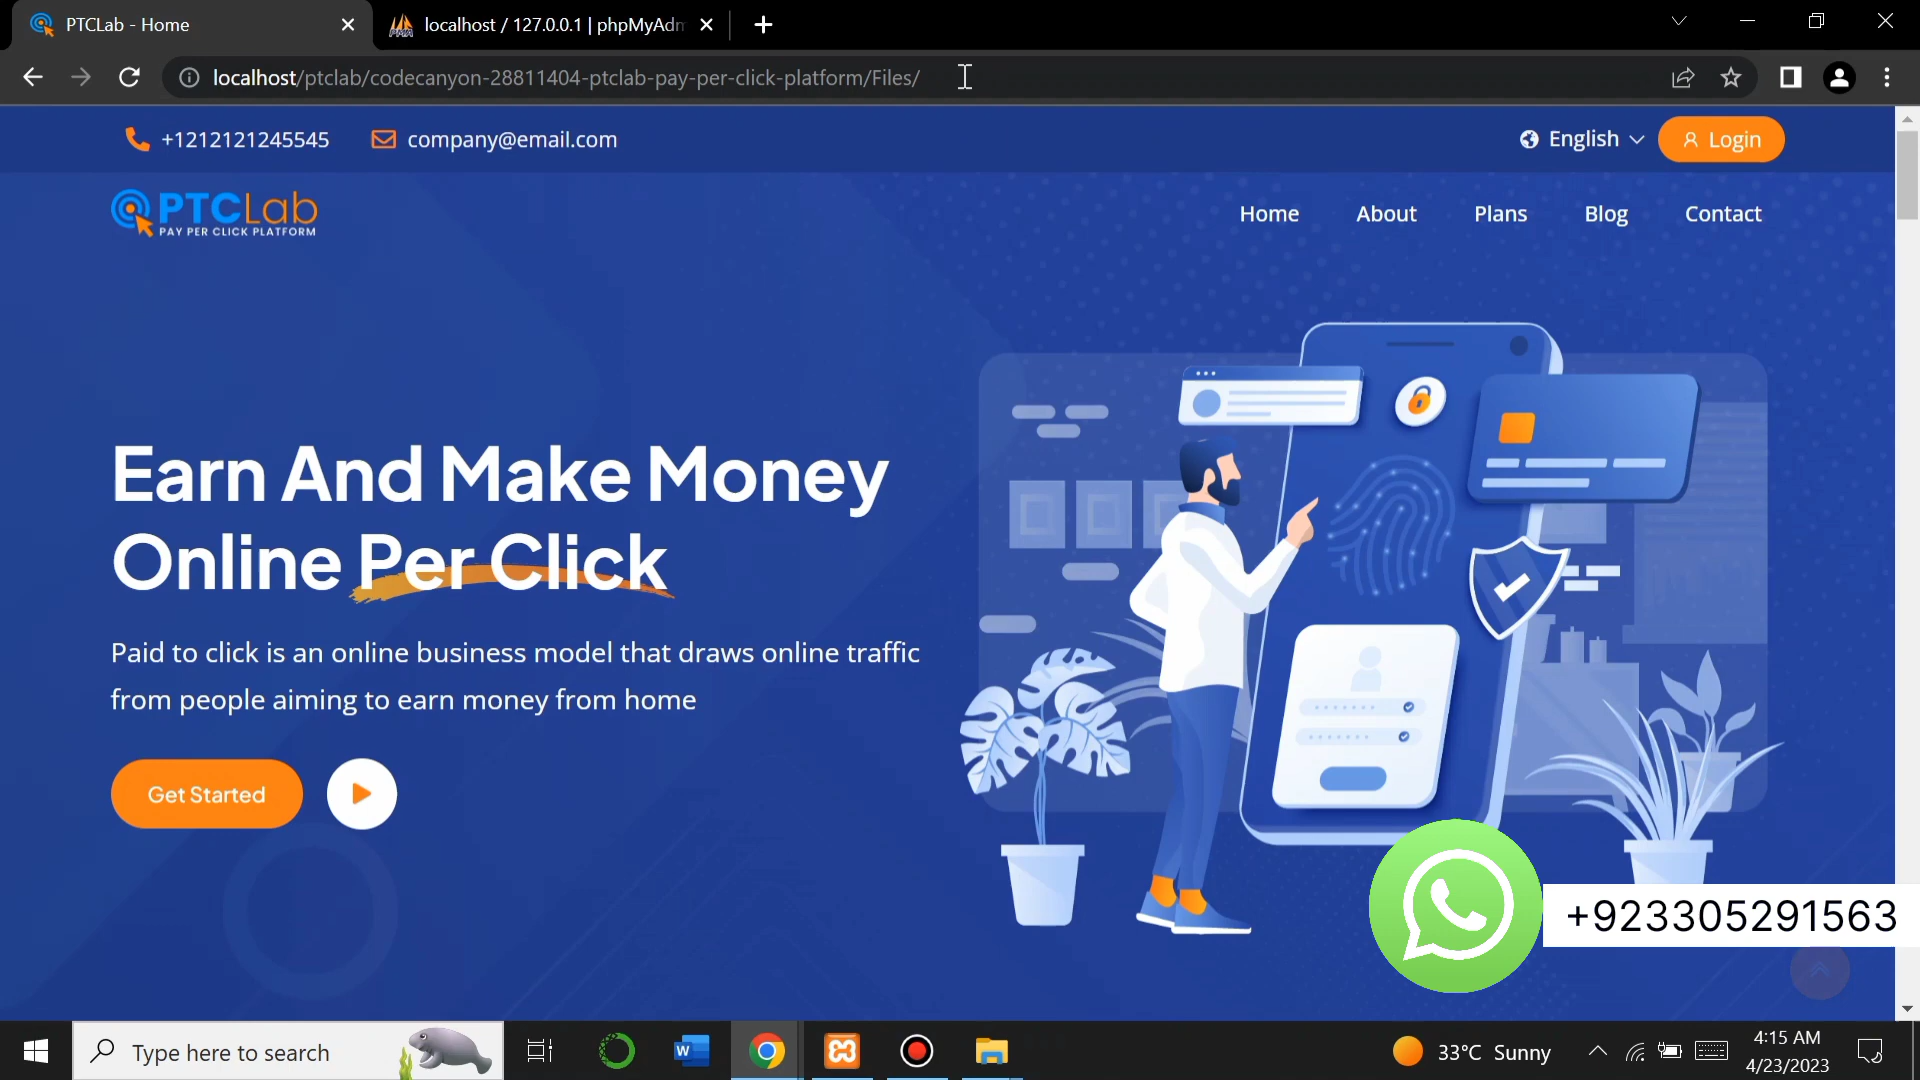 PTCLab - Home
localhost / 127.0.0.1 | phpMyAdm
localhost/ptclab/codecanyon-28811404-ptclab-pay-per-click-platform/Files/
+1212121245545
company@email.com
English
Login
PTCLab
PAY PER CLICK PLATFORM
Home
About
Plans
Blog
Contact
Earn And Make Money
Online Per Click
Paid to click is an online business model that draws online traffic
from people aiming to earn money from home
Get Started
+923305291563
Type here to search
33°C Sunny
4:15 AM
4/23/2023